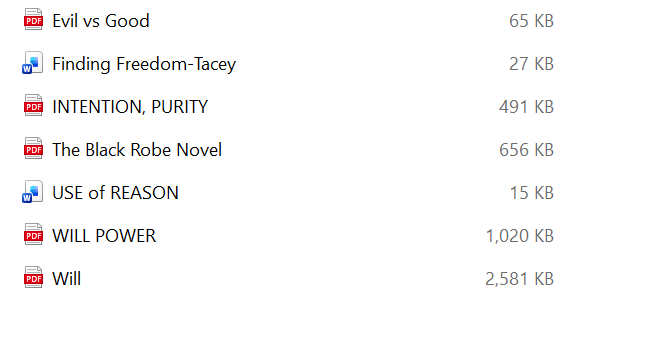 PDF Evil vs Good 65 KB
W Finding Freedom-Tacey 27 KB
PDF INTENTION, PURITY 491 KB
PDF The Black Robe Novel 656 KB
W USE of REASON 15 KB
PDF WILL POWER 1,020 KB
PDF Will 2,581 KB